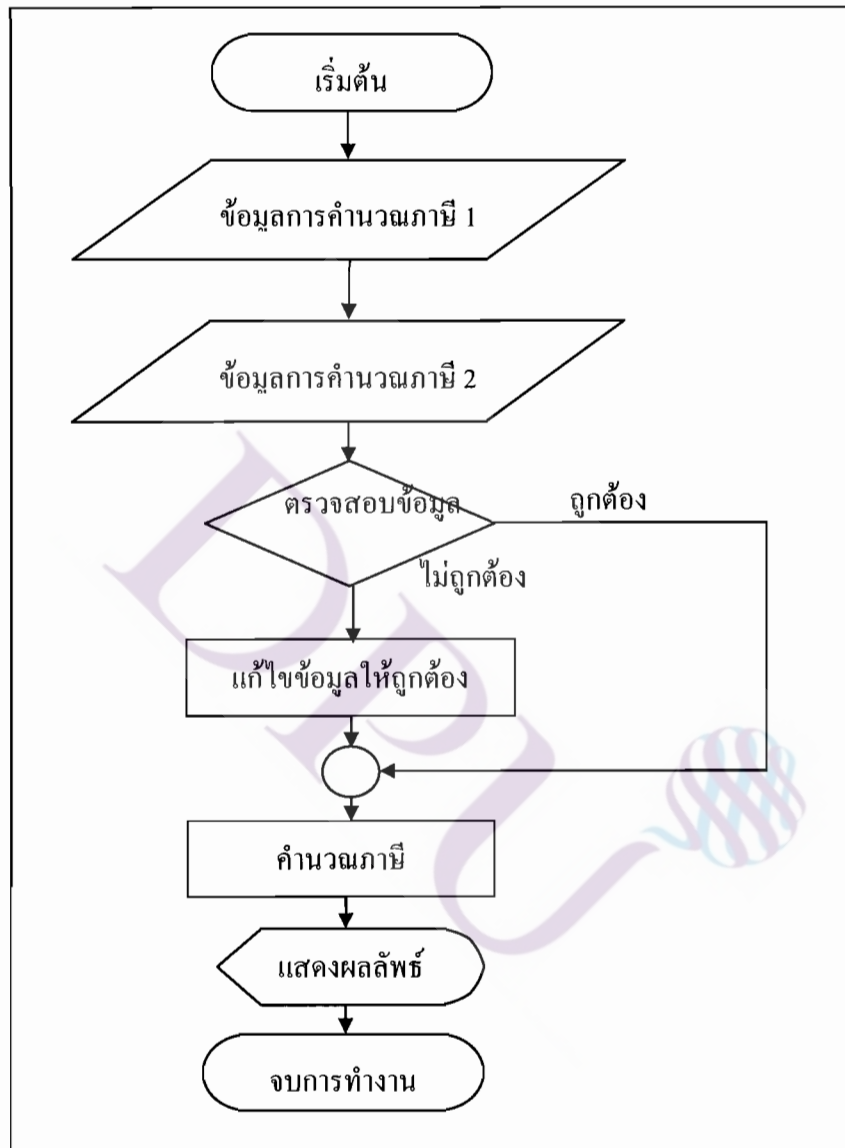 เริ่มต้น
ข้อมูลการคำนวณภาษี 1
ข้อมูลการคำนวณภาษี 2
ตรวจสอบข้อมูล
ถูกต้อง
ไม่ถูกต้อง
แก้ไขข้อมูลให้ถูกต้อง
คำนวณภาษี
แสดงผลลัพธ์
จบการทำงาน
DPU